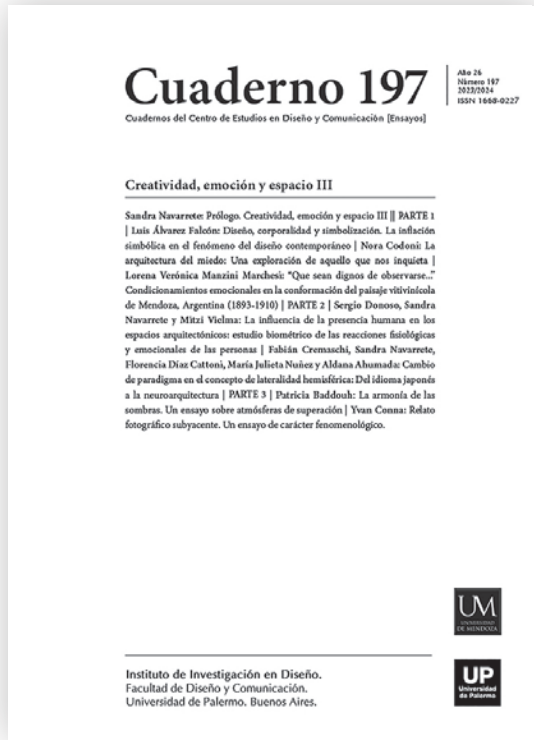 Cuaderno 197
Año 26
Número 197
2023/2024
ISSN 1668-0227
Cuadernos del Centro de Estudios en Diseño y Comunicación [Ensayos]
Creatividad, emoción y espacio III
Sandra Navarrete: Prólogo. Creatividad, emoción y espacio III || PARTE 1
| Luis Álvarez Falcón: Diseño, corporalidad y simbolización. La inflación
simbólica en el fenómeno del diseño contemporáneo | Nora Codoni: La
arquitectura del miedo: Una exploración de aquello que nos inquieta |
Lorena Verónica Manzini Marchesi: "Que sean dignos de observarse..."
Condicionamientos emocionales en la conformación del paisaje vitivinícola
de Mendoza, Argentina (1893-1910) | PARTE 2 | Sergio Donoso, Sandra
Navarrete y Mitzi Vielma: La influencia de la presencia humana en los
espacios arquitectónicos: estudio biométrico de las reacciones fisiológicas
y emocionales de las personas | Fabián Cremaschi, Sandra Navarrete,
Florencia Díaz Cattoni, María Julieta Nuñez y Aldana Ahumada: Cambio
de paradigma en el concepto de lateralidad hemisférica: Del idioma japonés
a la neuroarquitectura | PARTE 3 | Patricia Baddouh: La armonía de las
sombras. Un ensayo sobre atmósferas de superación | Yvan Conna: Relato
fotográfico subyacente. Un ensayo de carácter fenomenológico.
UM
UNIVERSIDAD
DE MENDOZA
Instituto de Investigación en Diseño.
Facultad de Diseño y Comunicación.
Universidad de Palermo. Buenos Aires.
UP
Universidad
de Palermo